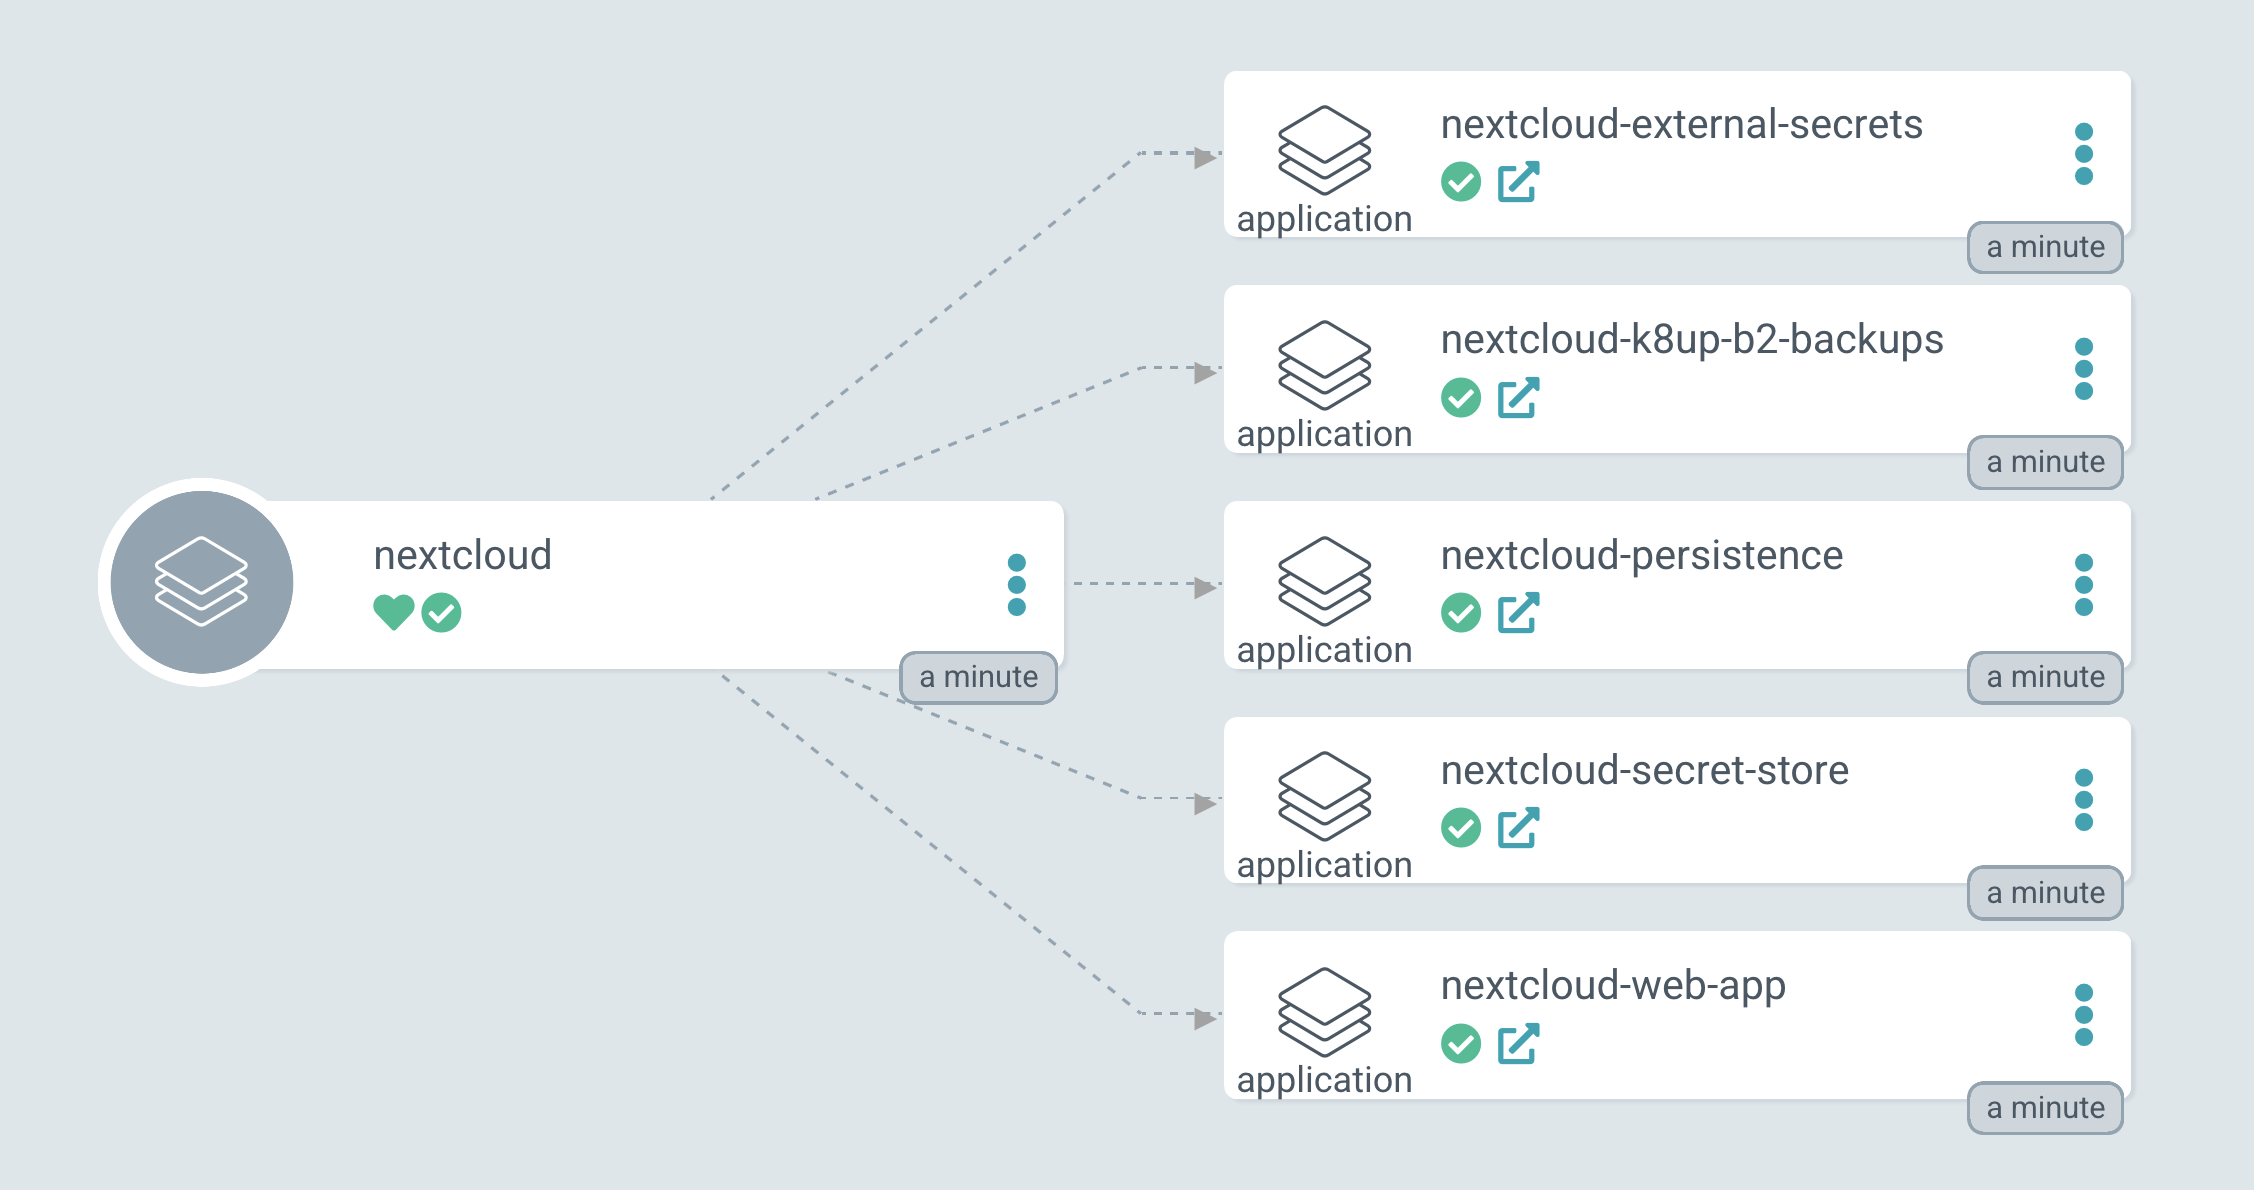 nextcloud
a minute
nextcloud-external-secrets
application
a minute
nextcloud-k8up-b2-backups
application
a minute
nextcloud-persistence
application
a minute
nextcloud-secret-store
application
a minute
nextcloud-web-app
application
a minute